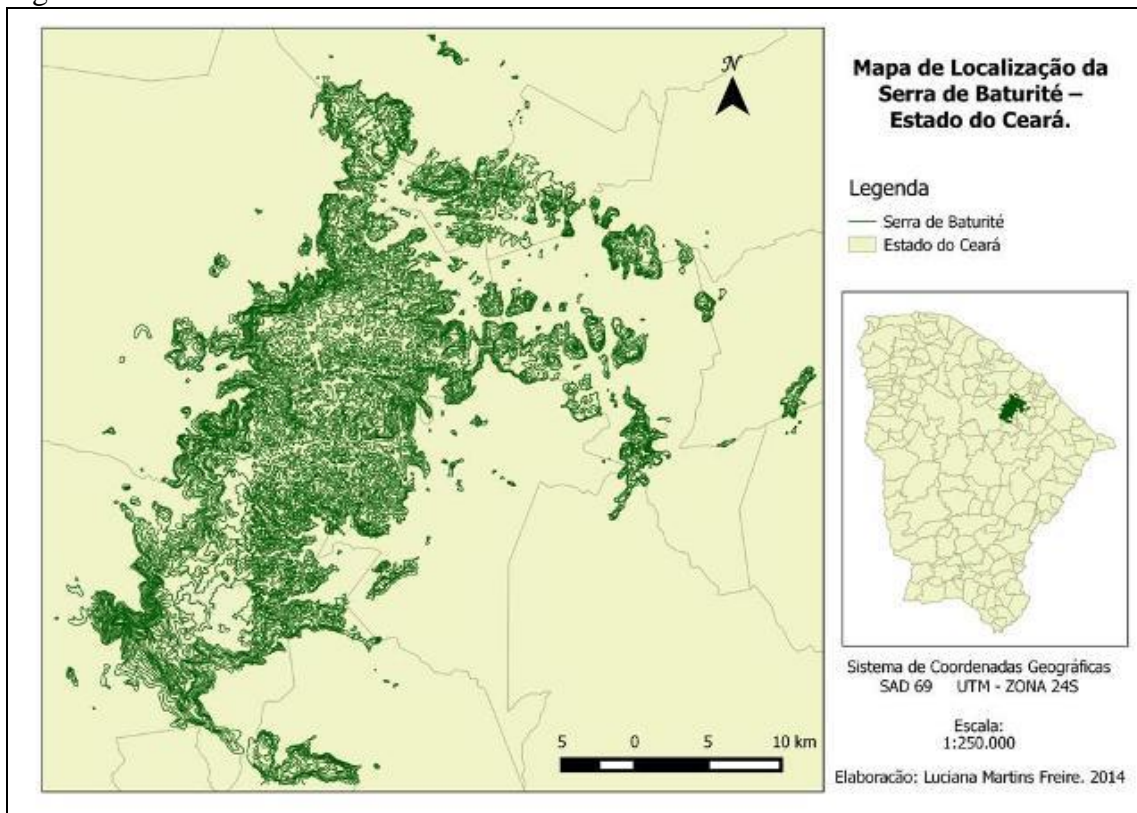 N
Mapa de Localização da
Serra de Baturité –
Estado do Ceará.
Legenda
Serra de Baturité
Estado do Ceará
Sistema de Coordenadas Geográficas
SAD 69 UTM - ZONA 24S
Escala:
1:250.000
Elaboracão: Luciana Martins Freire. 2014
5 0 5 10 km